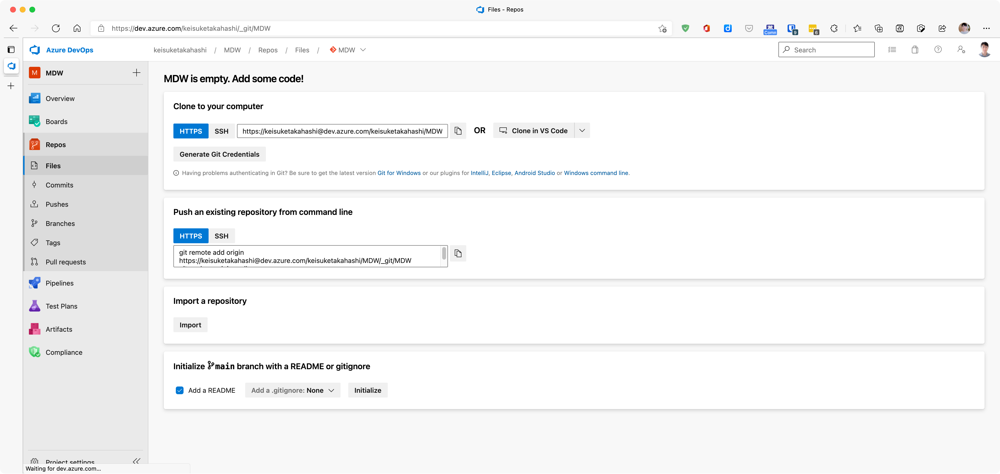 Files - Repos
https://dev.azure.com/keisuketakahashi/_git/MDW
Comn
9
6
Azure DevOps
keisuketakahashi / MDW / Repos / Files / MDW
Search
M MDW
Overview
Boards
Repos
Files
Commits
Pushes
Branches
Tags
Pull requests
Pipelines
Test Plans
Artifacts
Compliance
Project settings
Waiting for dev.azure.com...
MDW is empty. Add some code!
Clone to your computer
HTTPS SSH https://keisuketakahashi@dev.azure.com/keisuketakahashi/MDW OR Clone in VS Code
Generate Git Credentials
Having problems authenticating in Git? Be sure to get the latest version Git for Windows or our plugins for IntelliJ, Eclipse, Android Studio or Windows command line.
Push an existing repository from command line
HTTPS SSH
git remote add origin
https://keisuketakahashi@dev.azure.com/keisuketakahashi/MDW/_git/MDW
Import a repository
Import
Initialize main branch with a README or gitignore
Add a README Add a .gitignore: None Initialize